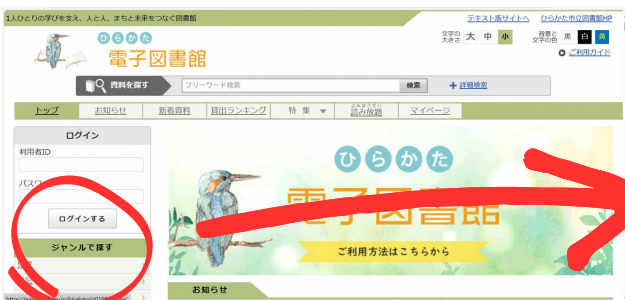 1人ひとりの学びを支え、人と人、まちと未来をつなぐ図書館
テキスト版サイトへ ひらかた市立図書館HP
ひらかた
電子図書館
文字の大きさ 大 中 小 背景と文字の色 黒 白 黄
ご利用ガイド
資料を探す フリーワード検索 検索 詳細検索
トップ お知らせ 新着資料 貸出ランキング 特集 ▼ 読み放題 マイページ
よみほうだい
ログイン
利用者ID
ログインする
ジャンルで探す
ひらかた
電子図書館
ご利用方法はこちらから
お知らせ